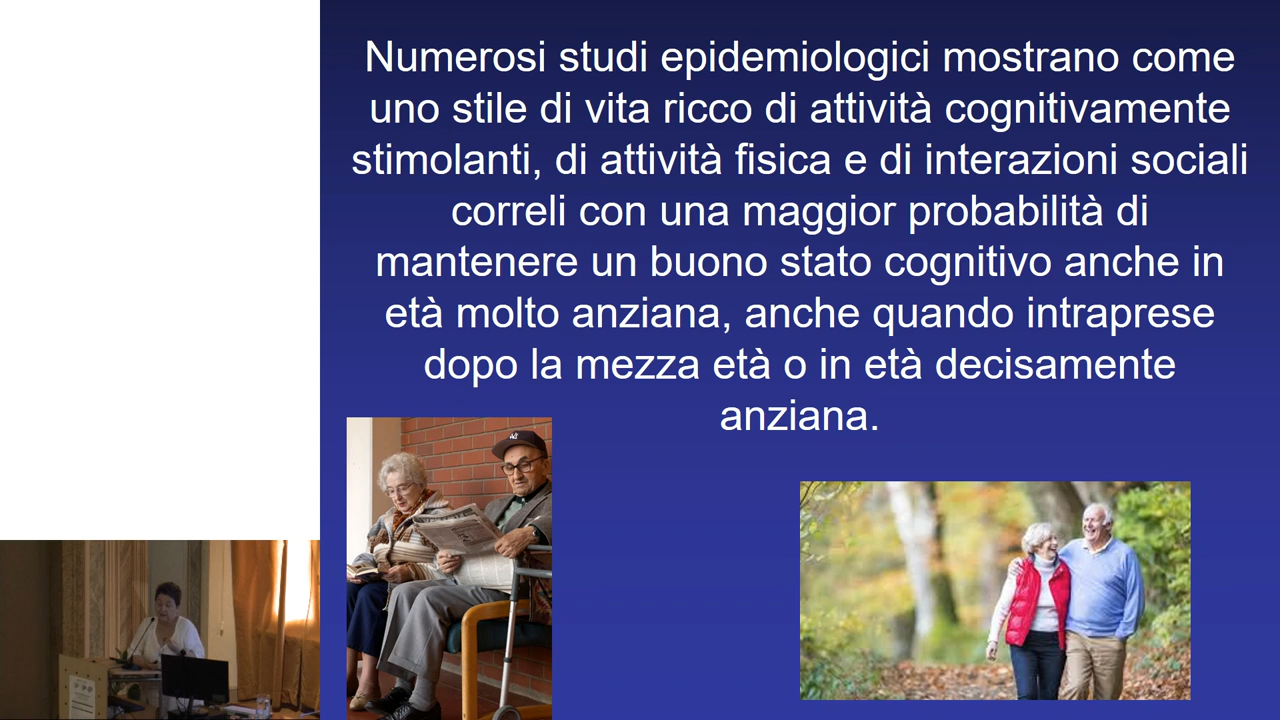 Numerosi studi epidemiologici mostrano come
uno stile di vita ricco di attività cognitivamente
stimolanti, di attività fisica e di interazioni sociali
correli con una maggior probabilità di
mantenere un buono stato cognitivo anche in
età molto anziana, anche quando intraprese
dopo la mezza età o in età decisamente
anziana.